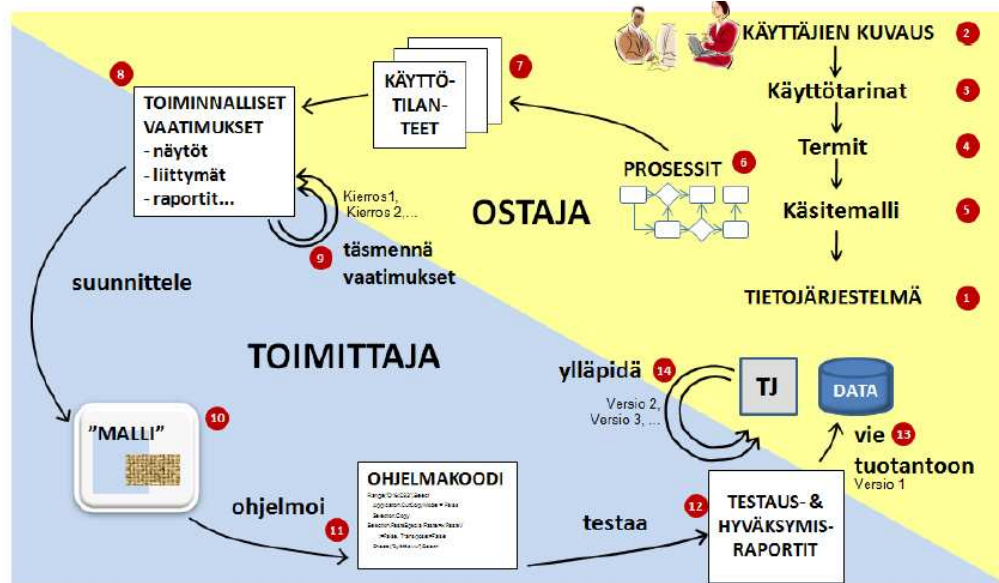 KÄYTTÄJIEN KUVAUS
2
Käyttötarinat
3
Termit
4
Käsitemalli
5
TIETOJÄRJESTELMÄ
1
PROSESSIT
6
7
KÄYTTÖ-
TILAN-
TEET
8
TOIMINNALLISET
VAATIMUKSET
- näytöt
- liittymät
- raportit...
Kierros1,
Kierros 2,...
9
täsmennä
vaatimukset
OSTAJA
suunnittele
TOIMITTAJA
10
"MALLI"
ohjelmoi
11
OHJELMAKOODI
testaa
12
TESTAUS- &
HYVÄKSYMIS-
RAPORTIT
vie
13
tuotantoon
Versio 1
ylläpidä
14
Versio 2,
Versio 3, ...
TJ
DATA